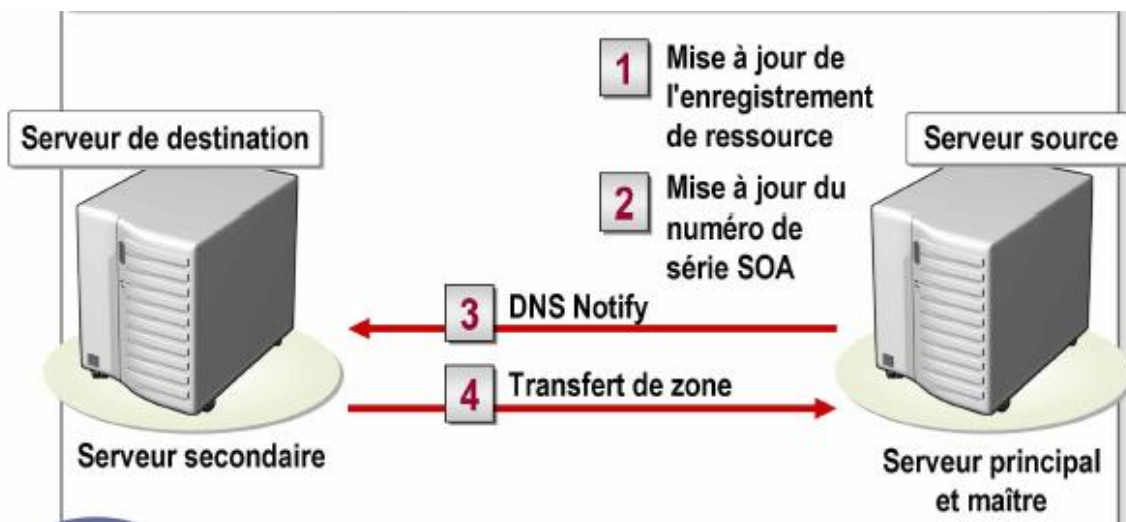 1 Mise à jour de
l'enregistrement
de ressource
Serveur de destination
Serveur source
2 Mise à jour du
numéro de
série SOA
3 DNS Notify
4 Transfert de zone
Serveur secondaire
Serveur principal
et maître